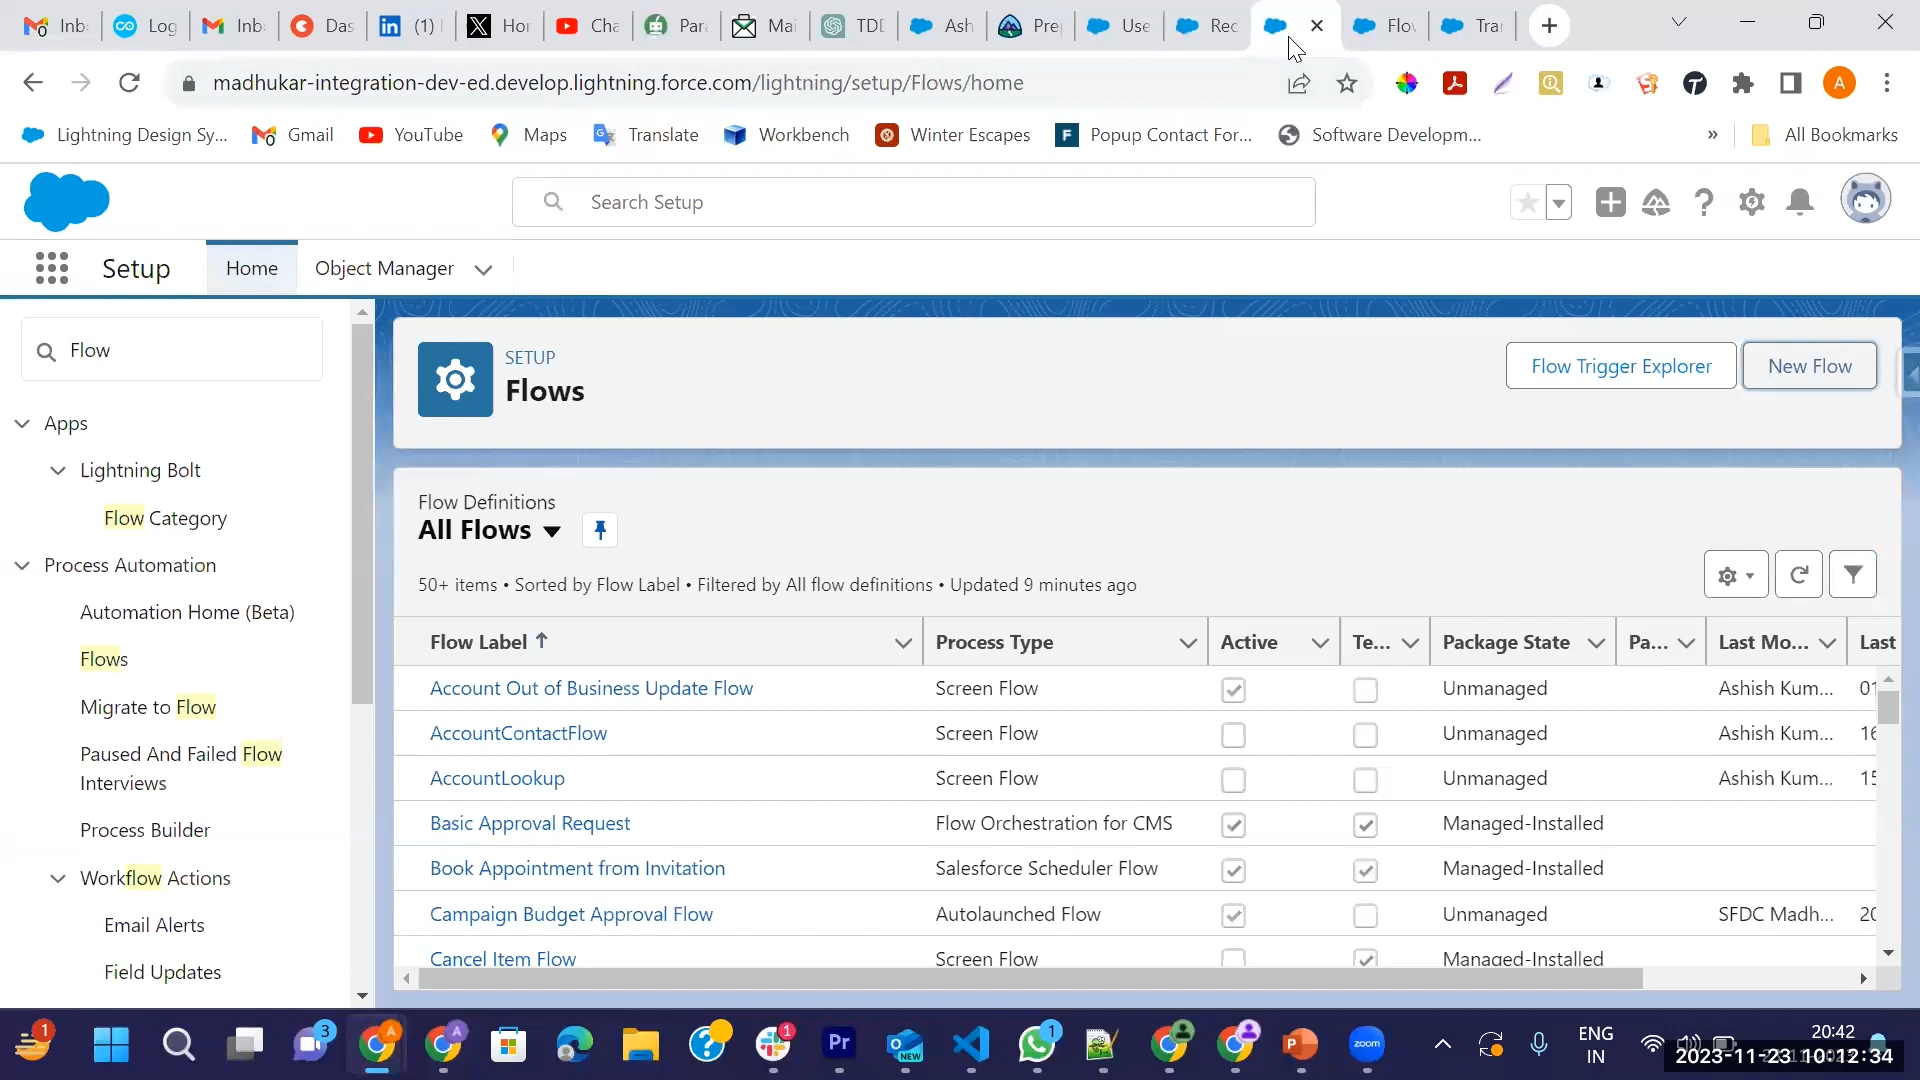 Inb Log Inb Das (1) Hor Cha Para Mai TDD Ash Pre Use Rec Flov Trai
madhukar-integration-dev-ed.develop.lightning.force.com/lightning/setup/Flows/home
Lightning Design Sy... Gmail YouTube Maps Translate Workbench Winter Escapes Popup Contact For... Software Developm... » All Bookmarks
Search Setup
Setup Home Object Manager
Flow
Apps
Lightning Bolt
Flow Category
Process Automation
Automation Home (Beta)
Flows
Migrate to Flow
Paused And Failed Flow
Interviews
Process Builder
Workflow Actions
Email Alerts
Field Updates
SETUP
Flows
Flow Trigger Explorer
New Flow
Flow Definitions
All Flows
50+ items • Sorted by Flow Label • Filtered by All flow definitions • Updated 9 minutes ago
Flow Label ↑ Process Type Active Te... Package State Pa... Last Mo... Last
Account Out of Business Update Flow Screen Flow Unmanaged Ashish Kum... 01
AccountContactFlow Screen Flow Unmanaged Ashish Kum... 16
AccountLookup Screen Flow Unmanaged Ashish Kum... 15
Basic Approval Request Flow Orchestration for CMS Managed-Installed
Book Appointment from Invitation Salesforce Scheduler Flow Managed-Installed
Campaign Budget Approval Flow Autolaunched Flow Unmanaged SFDC Madh... 20
Cancel Item Flow Screen Flow Managed-Installed
ENG
IN
20:42
2023-11-23 10:12:34